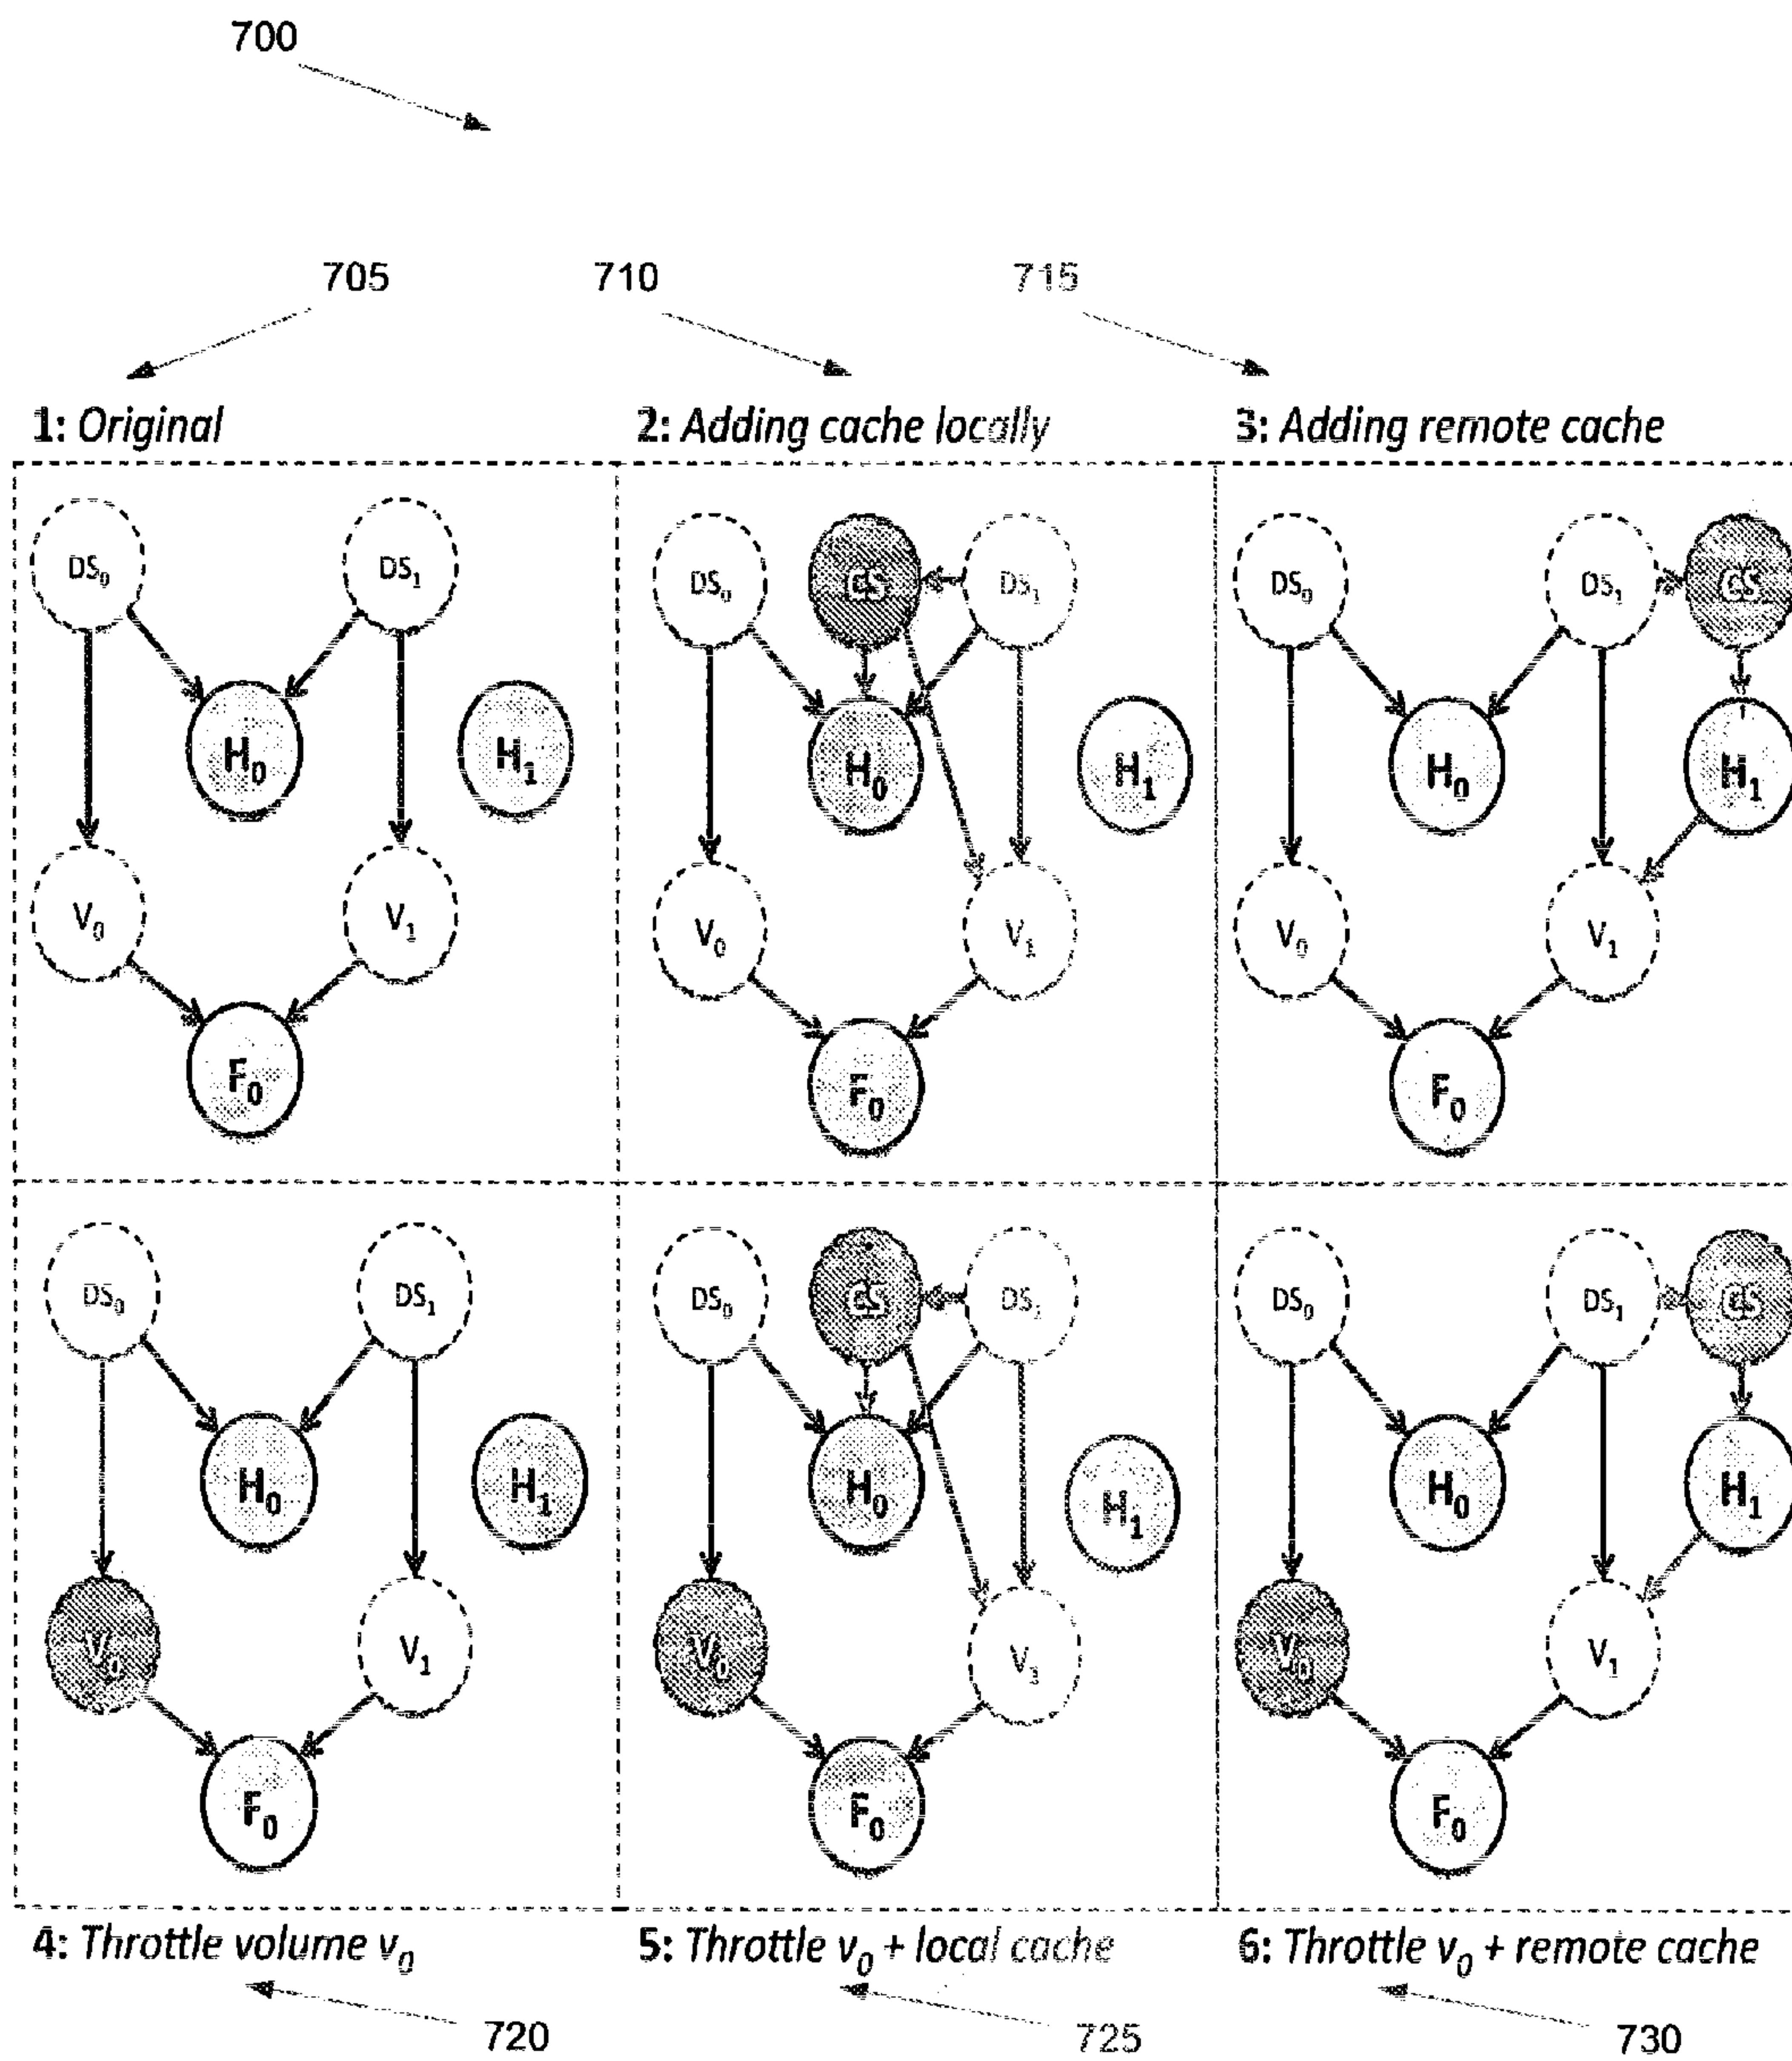 700
705 710 715
1: Original 2: Adding cache locally 3: Adding remote cache
DS₀ DS₁ DS₀ CS DS₁ DS₀ DS₁ CS
H₀ H₁ H₀ H₁ H₀ H₁
V₀ V₁ V₀ V₁ V₀ V₁
F₀ F₀ F₀
DS₀ DS₁ DS₀ CS DS₁ DS₀ DS₁ CS
H₀ H₁ H₀ H₁ H₀ H₁
V₀ V₁ V₀ V₁ V₀ V₁
F₀ F₀ F₀
4: Throttle volume v₀ 5: Throttle v₀ + local cache 6: Throttle v₀ + remote cache
720 725 730